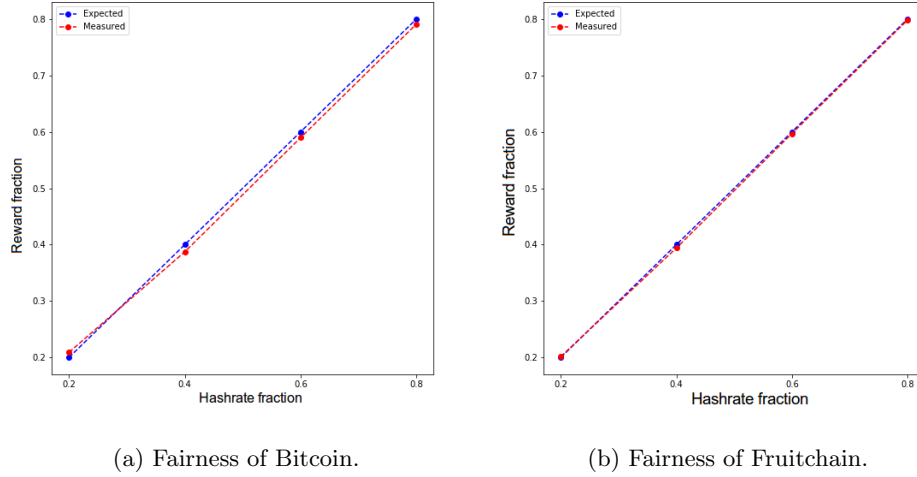 Expected
Measured
0.8
0.7
0.6
0.5
0.4
0.3
0.2
Reward fraction
0.2
0.4
0.6
0.8
Hashrate fraction
(a) Fairness of Bitcoin.
Expected
Measured
0.8
0.7
0.6
0.5
0.4
0.3
0.2
Reward fraction
0.2
0.4
0.6
0.8
Hashrate fraction
(b) Fairness of Fruitchain.